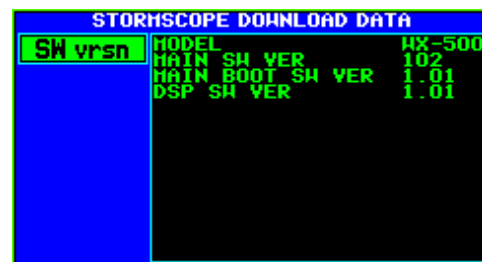 STORMSCOPE DOWNLOAD DATA
SW vrsn
MODEL WX-500
MAIN SW VER 102
MAIN BOOT SW VER 1.01
DSP SW VER 1.01